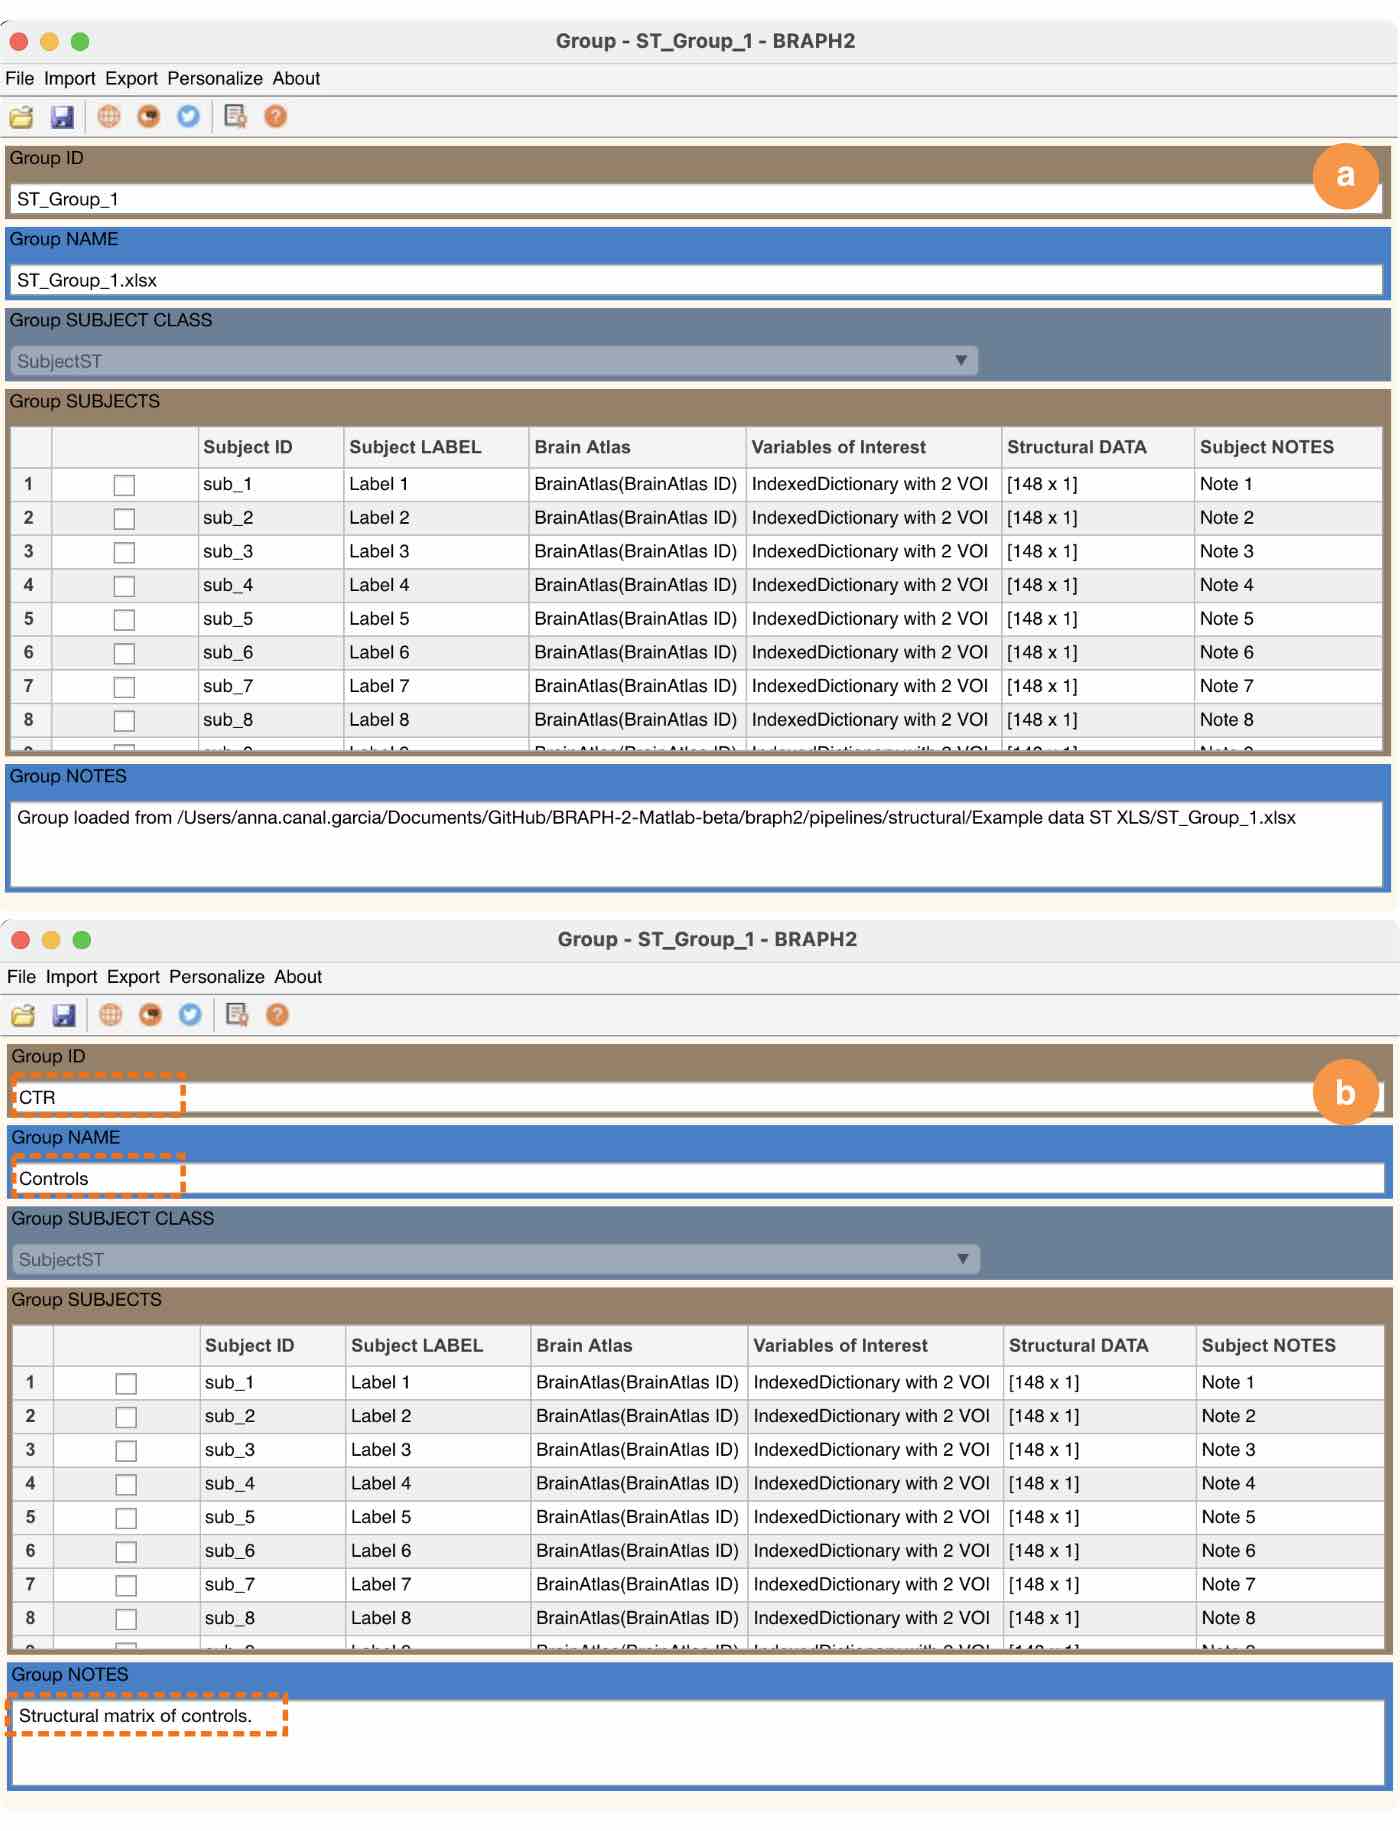 Group - ST_Group_1 - BRAPH2
File Import Export Personalize About
Group ID
a
ST_Group_1
Group NAME
ST_Group_1.xlsx
Group SUBJECT CLASS
SubjectST
Group SUBJECTS
Subject ID Subject LABEL Brain Atlas Variables of Interest Structural DATA Subject NOTES
1 sub_1 Label 1 BrainAtlas(BrainAtlas ID) IndexedDictionary with 2 VOI [148 x 1] Note 1
2 sub_2 Label 2 BrainAtlas(BrainAtlas ID) IndexedDictionary with 2 VOI [148 x 1] Note 2
3 sub_3 Label 3 BrainAtlas(BrainAtlas ID) IndexedDictionary with 2 VOI [148 x 1] Note 3
4 sub_4 Label 4 BrainAtlas(BrainAtlas ID) IndexedDictionary with 2 VOI [148 x 1] Note 4
5 sub_5 Label 5 BrainAtlas(BrainAtlas ID) IndexedDictionary with 2 VOI [148 x 1] Note 5
6 sub_6 Label 6 BrainAtlas(BrainAtlas ID) IndexedDictionary with 2 VOI [148 x 1] Note 6
7 sub_7 Label 7 BrainAtlas(BrainAtlas ID) IndexedDictionary with 2 VOI [148 x 1] Note 7
8 sub_8 Label 8 BrainAtlas(BrainAtlas ID) IndexedDictionary with 2 VOI [148 x 1] Note 8
Group NOTES
Group loaded from /Users/anna.canal.garcia/Documents/GitHub/BRAPH-2-Matlab-beta/braph2/pipelines/structural/Example data ST XLS/ST_Group_1.xlsx
Group - ST_Group_1 - BRAPH2
File Import Export Personalize About
Group ID
b
CTR
Group NAME
Controls
Group SUBJECT CLASS
SubjectST
Group SUBJECTS
Subject ID Subject LABEL Brain Atlas Variables of Interest Structural DATA Subject NOTES
1 sub_1 Label 1 BrainAtlas(BrainAtlas ID) IndexedDictionary with 2 VOI [148 x 1] Note 1
2 sub_2 Label 2 BrainAtlas(BrainAtlas ID) IndexedDictionary with 2 VOI [148 x 1] Note 2
3 sub_3 Label 3 BrainAtlas(BrainAtlas ID) IndexedDictionary with 2 VOI [148 x 1] Note 3
4 sub_4 Label 4 BrainAtlas(BrainAtlas ID) IndexedDictionary with 2 VOI [148 x 1] Note 4
5 sub_5 Label 5 BrainAtlas(BrainAtlas ID) IndexedDictionary with 2 VOI [148 x 1] Note 5
6 sub_6 Label 6 BrainAtlas(BrainAtlas ID) IndexedDictionary with 2 VOI [148 x 1] Note 6
7 sub_7 Label 7 BrainAtlas(BrainAtlas ID) IndexedDictionary with 2 VOI [148 x 1] Note 7
8 sub_8 Label 8 BrainAtlas(BrainAtlas ID) IndexedDictionary with 2 VOI [148 x 1] Note 8
Group NOTES
Structural matrix of controls.